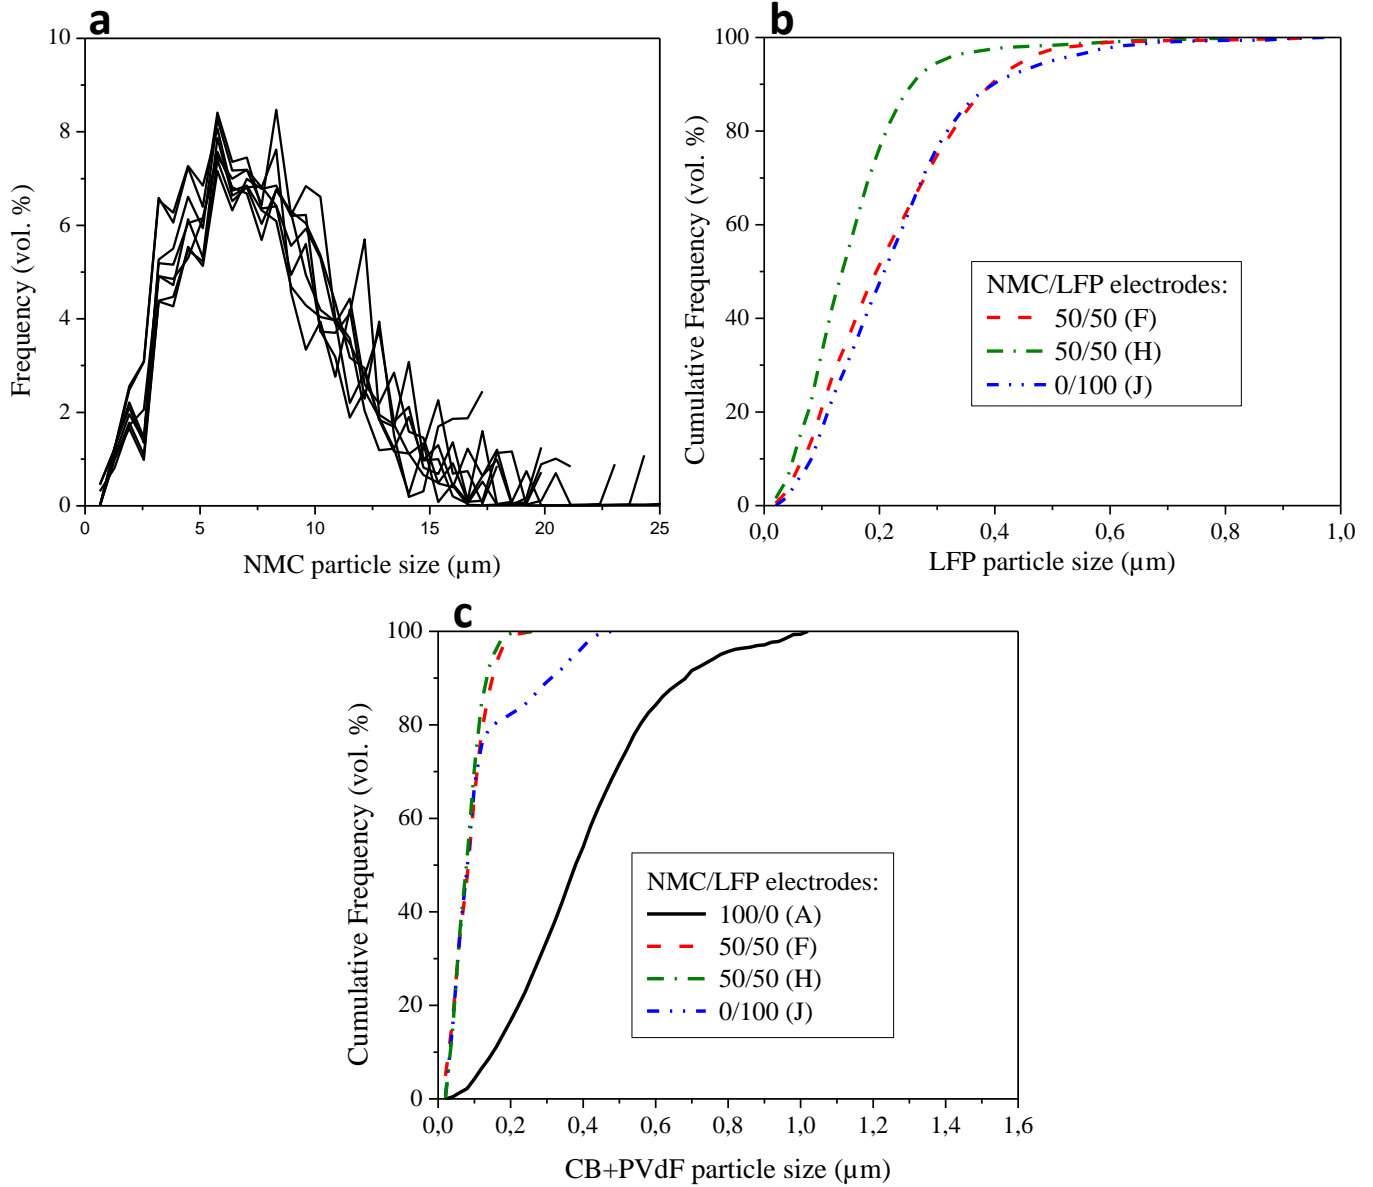 a
10
8
6
4
2
0
Frequency (vol. %)
0 5 10 15 20 25
NMC particle size (µm)
b
100
80
60
40
20
0
Cumulative Frequency (vol. %)
NMC/LFP electrodes:
50/50 (F)
50/50 (H)
0/100 (J)
0,0 0,2 0,4 0,6 0,8 1,0
LFP particle size (µm)
c
100
80
60
40
20
0
Cumulative Frequency (vol. %)
NMC/LFP electrodes:
100/0 (A)
50/50 (F)
50/50 (H)
0/100 (J)
0,0 0,2 0,4 0,6 0,8 1,0 1,2 1,4 1,6
CB+PVdF particle size (µm)